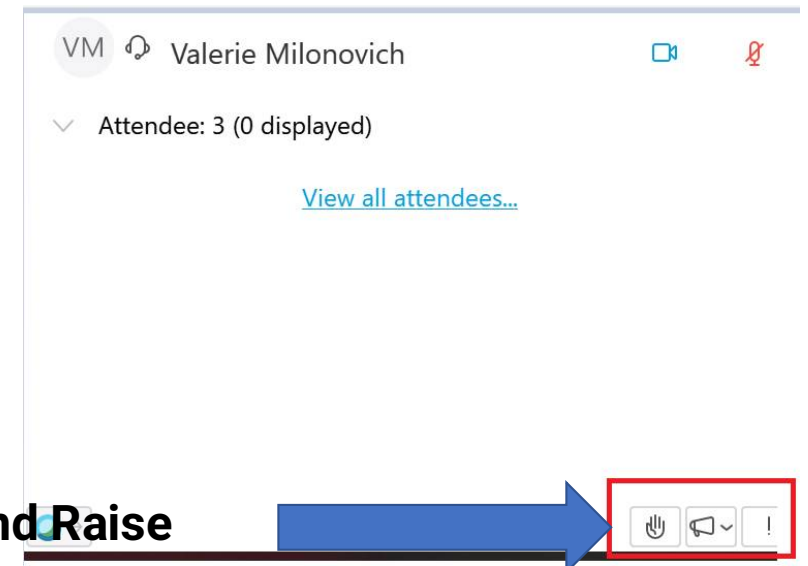 VM Valerie Milonovich
Attendee: 3 (0 displayed)
View all attendees...
nd Raise
!